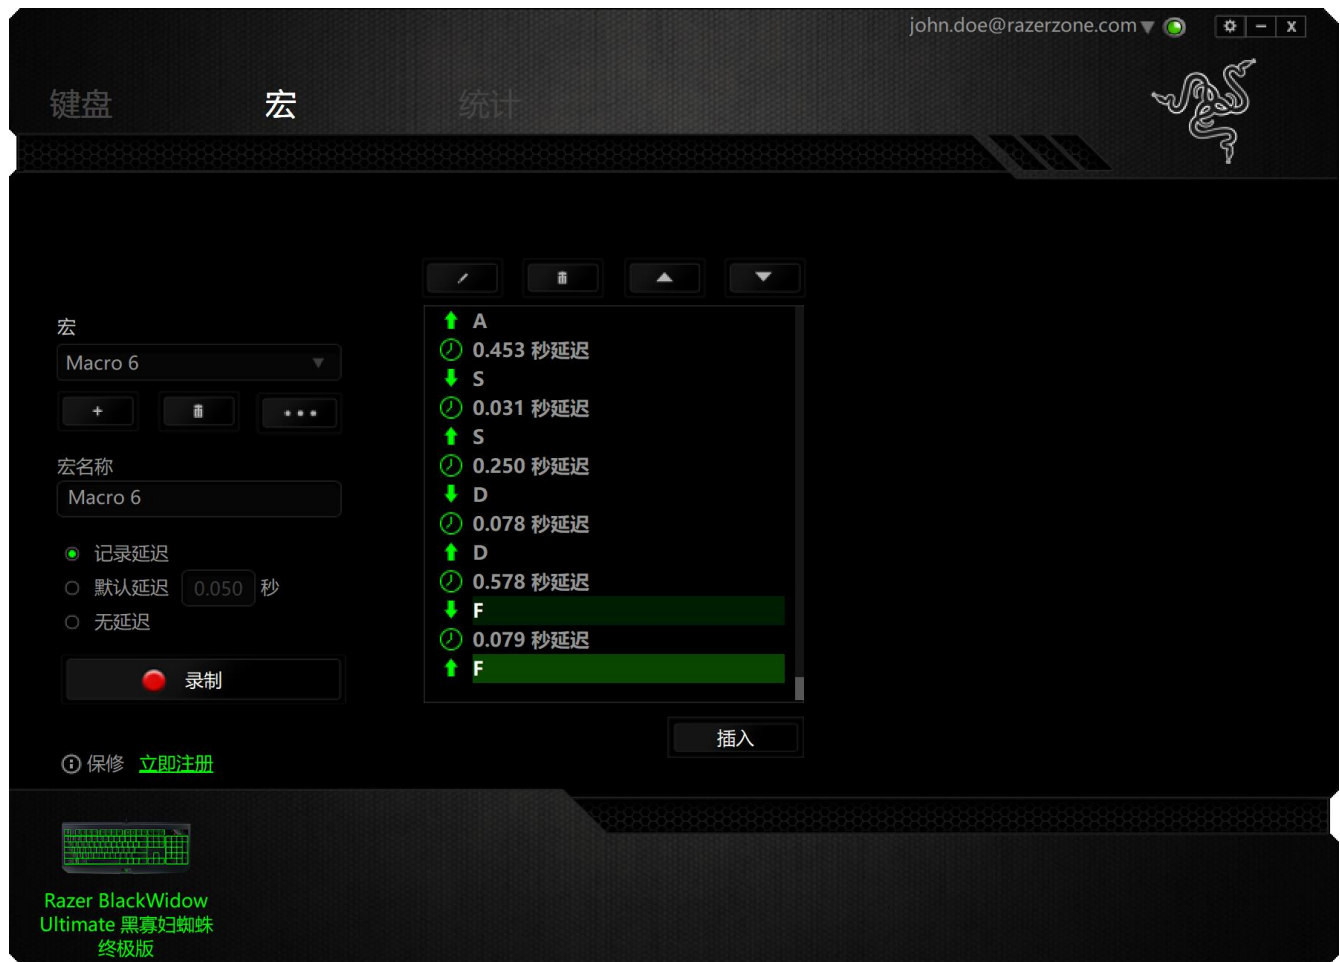 john.doe@razerzone.com
键盘 宏 统计
宏
Macro 6
宏名称
Macro 6
记录延迟
默认延迟 0.050 秒
无延迟
录制
保修 立即注册
A
0.453 秒延迟
S
0.031 秒延迟
S
0.250 秒延迟
D
0.078 秒延迟
D
0.578 秒延迟
F
0.079 秒延迟
F
插入
Razer BlackWidow
Ultimate 黑寡妇蜘蛛
终极版